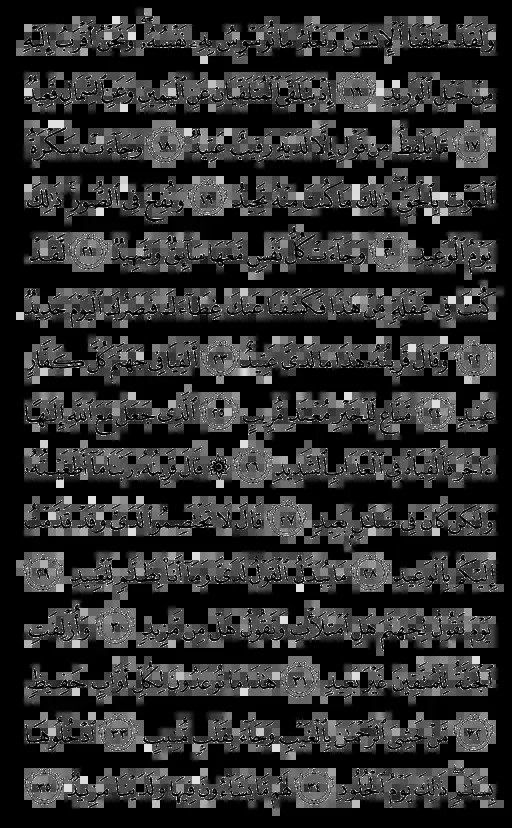 وَلَقَدْ خَلَقْنَا ٱلْإِنسَٰنَ وَنَعْلَمُ مَا تُوَسْوِسُ بِهِۦ نَفْسُهُۥ وَنَحْنُ أَقْرَبُ إِلَيْهِ
مِنْ حَبْلِ ٱلْوَرِيدِ ١٦ إِذْ يَتَلَقَّى ٱلْمُتَلَقِّيَانِ عَنِ ٱلْيَمِينِ وَعَنِ ٱلشِّمَالِ قَعِيدٌ
١٧ مَّا يَلْفِظُ مِن قَوْلٍ إِلَّا لَدَيْهِ رَقِيبٌ عَتِيدٌ ١٨ وَجَآءَتْ سَكْرَةُ
ٱلْمَوْتِ بِٱلْحَقِّ ذَٰلِكَ مَا كُنتَ مِنْهُ تَحِيدُ ١٩ وَنُفِخَ فِى ٱلصُّورِ ذَٰلِكَ
يَوْمُ ٱلْوَعِيدِ ٢٠ وَجَآءَتْ كُلُّ نَفْسٍ مَّعَهَا سَآئِقٌ وَشَهِيدٌ ٢١ لَّقَدْ
كُنتَ فِى غَفْلَةٍ مِّنْ هَٰذَا فَكَشَفْنَا عَنكَ غِطَآءَكَ فَبَصَرُكَ ٱلْيَوْمَ حَدِيدٌ
٢٢ وَقَالَ قَرِينُهُۥ هَٰذَا مَا لَدَىَّ عَتِيدٌ ٢٣ أَلْقِيَا فِى جَهَنَّمَ كُلَّ كَفَّارٍ
عَنِيدٍ ٢٤ مَّنَّاعٍ لِّلْخَيْرِ مُعْتَدٍ مُّرِيبٍ ٢٥ ٱلَّذِى جَعَلَ مَعَ ٱللَّهِ إِلَٰهًا
ءَاخَرَ فَأَلْقِيَاهُ فِى ٱلْعَذَابِ ٱلشَّدِيدِ ٢٦ ۞ قَالَ قَرِينُهُۥ رَبَّنَا مَآ أَطْغَيْتُهُۥ
وَلَٰكِن كَانَ فِى ضَلَٰلٍۭ بَعِيدٍ ٢٧ قَالَ لَا تَخْتَصِمُوا۟ لَدَىَّ وَقَدْ قَدَّمْتُ
إِلَيْكُم بِٱلْوَعِيدِ ٢٨ مَا يُبَدَّلُ ٱلْقَوْلُ لَدَىَّ وَمَآ أَنَا۠ بِظَلَّٰمٍ لِّلْعَبِيدِ ٢٩
يَوْمَ نَقُولُ لِجَهَنَّمَ هَلِ ٱمْتَلَأْتِ وَتَقُولُ هَلْ مِن مَّزِيدٍ ٣٠ وَأُزْلِفَتِ
ٱلْجَنَّةُ لِلْمُتَّقِينَ غَيْرَ بَعِيدٍ ٣١ هَٰذَا مَا تُوعَدُونَ لِكُلِّ أَوَّابٍ حَفِيظٍ
٣٢ مَّنْ خَشِىَ ٱلرَّحْمَٰنَ بِٱلْغَيْبِ وَجَآءَ بِقَلْبٍ مُّنِيبٍ ٣٣ ٱدْخُلُوهَا
بِسَلَٰمٍ ذَٰلِكَ يَوْمُ ٱلْخُلُودِ ٣٤ لَهُم مَّا يَشَآءُونَ فِيهَا وَلَدَيْنَا مَزِيدٌ ٣٥